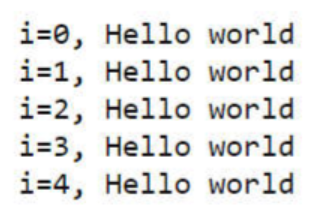 i=0, Hello world
i=1, Hello world
i=2, Hello world
i=3, Hello world
i=4, Hello world